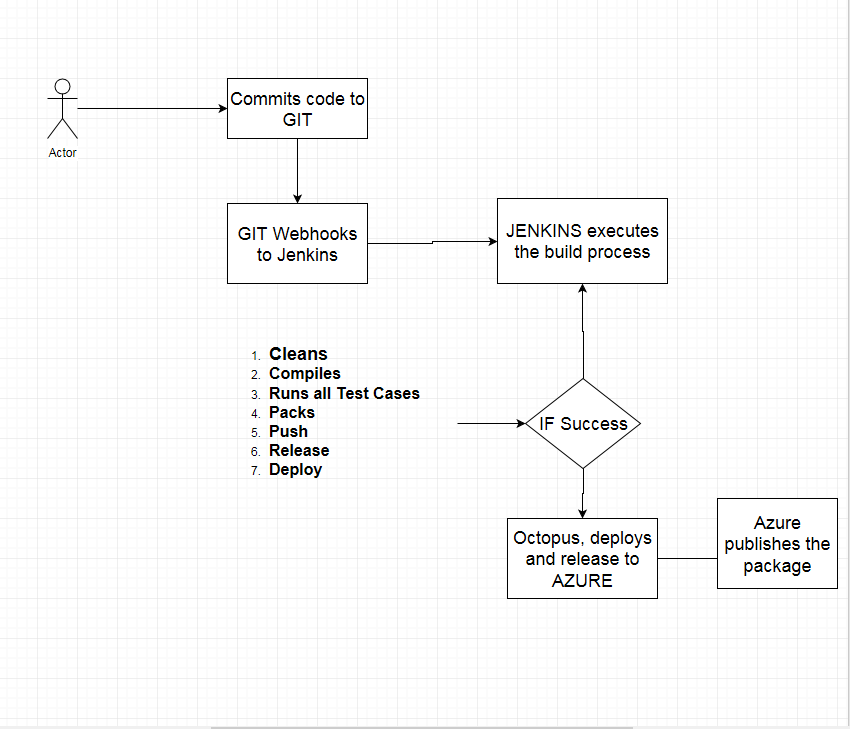 Commits code to
GIT
Actor
GIT Webhooks
to Jenkins
JENKINS executes
the build process
1. Cleans
2. Compiles
3. Runs all Test Cases
4. Packs
5. Push
6. Release
7. Deploy
IF Success
Octopus, deploys
and release to
AZURE
Azure
publishes the
package